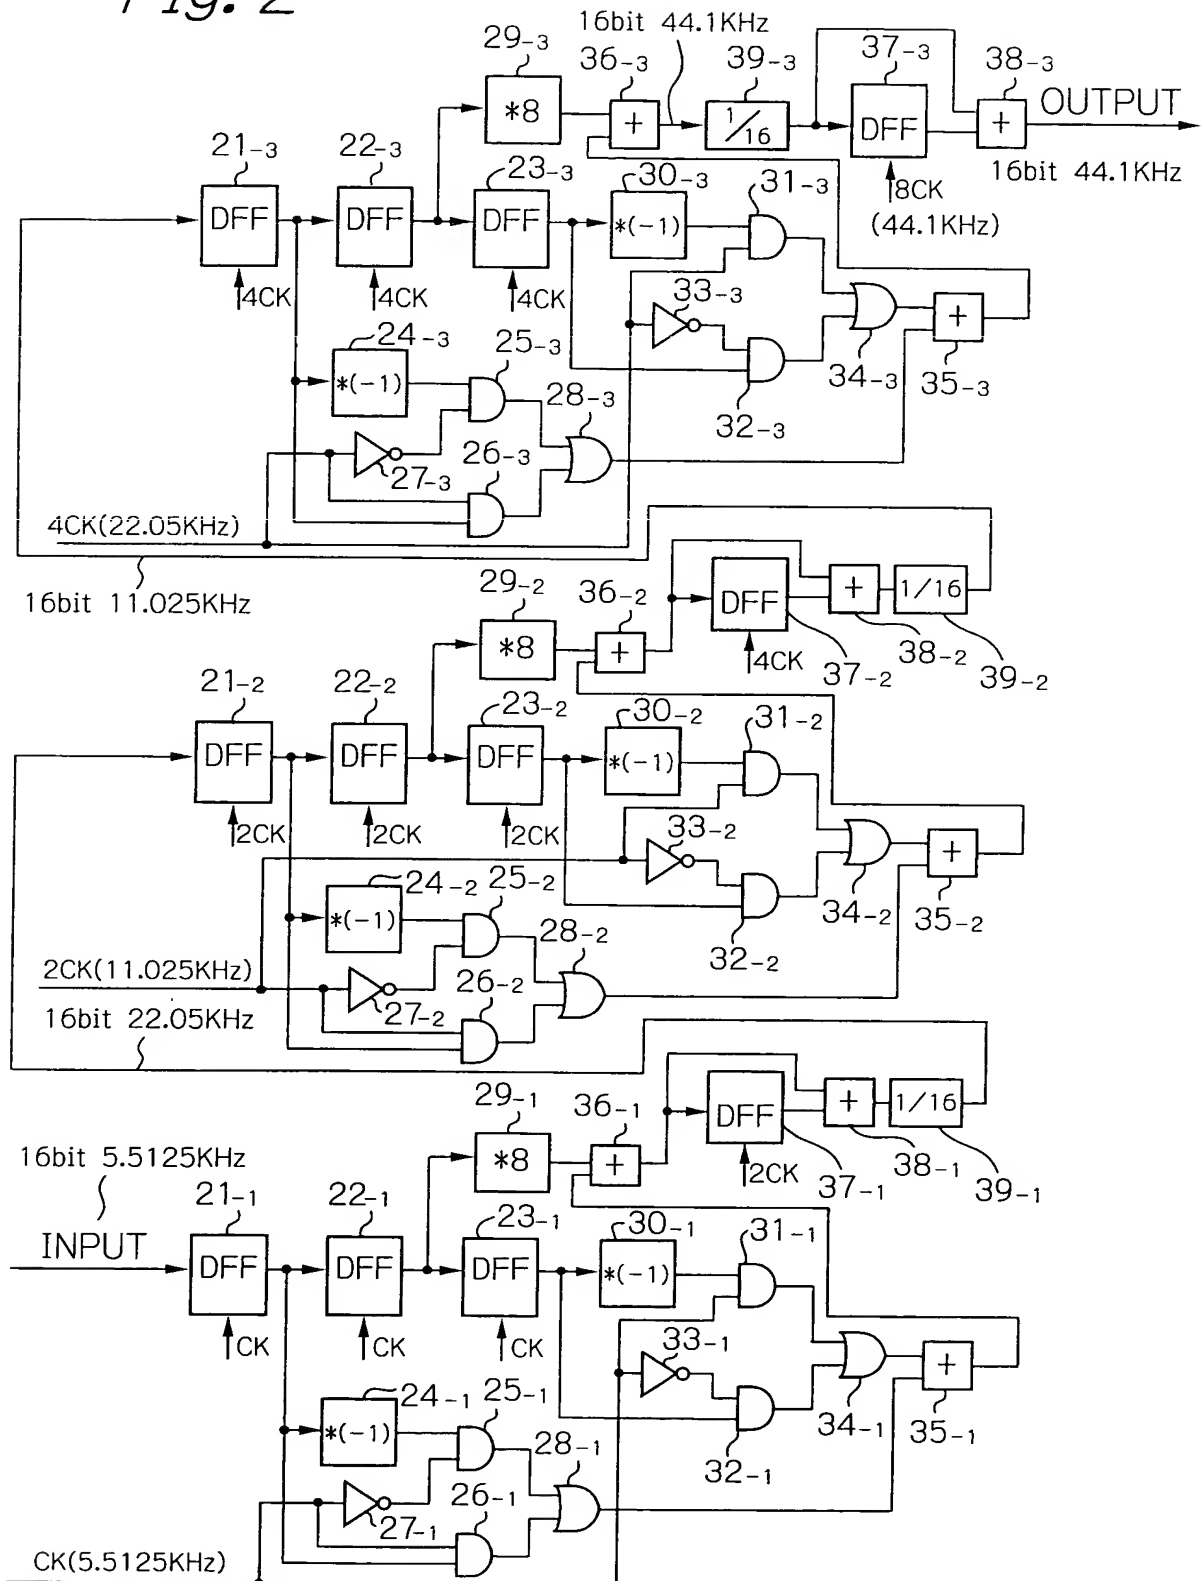 Fig. 2
29-3
16bit 44.1KHz
36-3
39-3
37-3
38-3
*8
+
1/16
DFF
+
OUTPUT
16bit 44.1KHz
8CK
(44.1KHz)
21-3
22-3
23-3
30-3
31-3
DFF
DFF
DFF
*(-1)
4CK
4CK
4CK
33-3
+
34-3
35-3
24-3
25-3
*(-1)
28-3
32-3
26-3
27-3
4CK(22.05KHz)
16bit 11.025KHz
29-2
36-2
*8
+
DFF
+
1/16
4CK
37-2
38-2
39-2
21-2
22-2
23-2
30-2
31-2
DFF
DFF
DFF
*(-1)
2CK
2CK
2CK
33-2
+
34-2
35-2
24-2
25-2
*(-1)
28-2
32-2
2CK(11.025KHz)
26-2
27-2
16bit 22.05KHz
29-1
36-1
*8
+
DFF
+
1/16
2CK
37-1
38-1
39-1
16bit 5.5125KHz
INPUT
21-1
22-1
23-1
30-1
31-1
DFF
DFF
DFF
*(-1)
CK
CK
CK
33-1
+
34-1
35-1
24-1
25-1
*(-1)
28-1
32-1
26-1
27-1
CK(5.5125KHz)